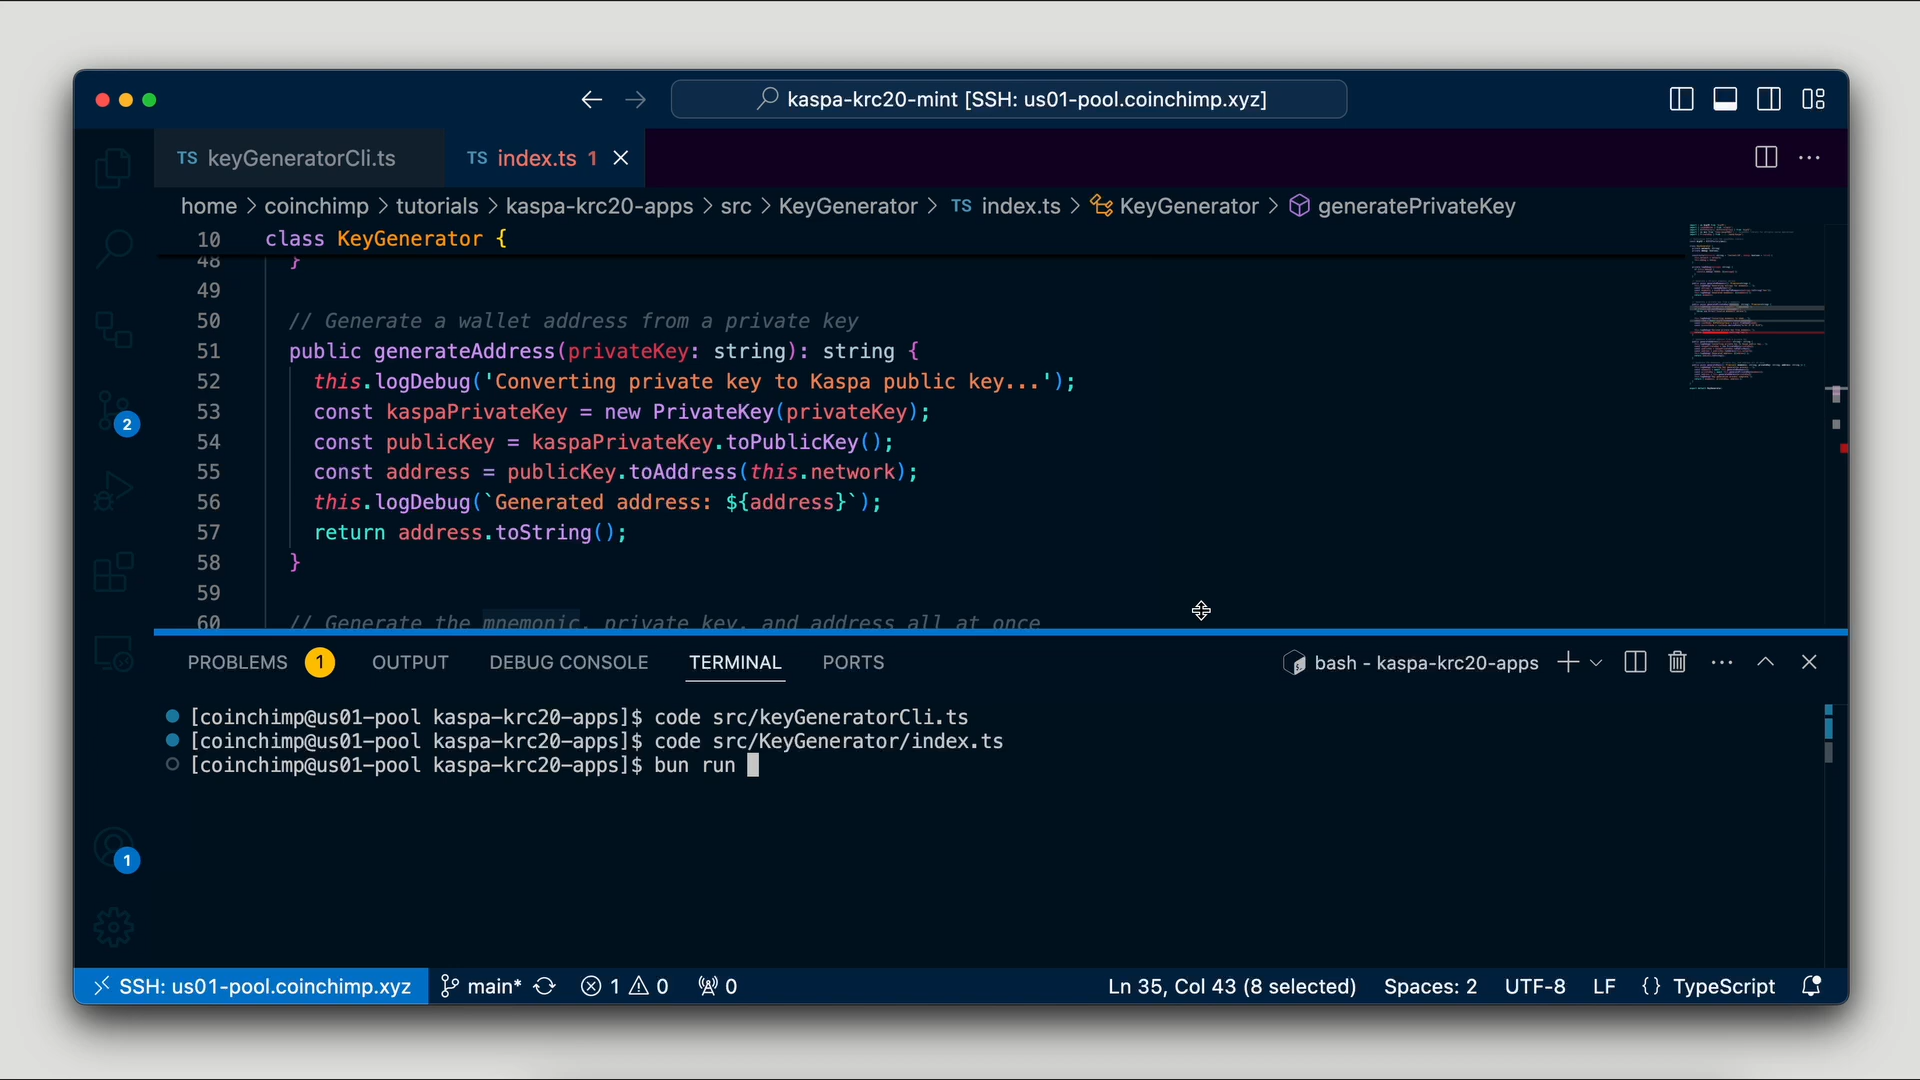 kaspa-krc20-mint [SSH: us01-pool.coinchimp.xyz]
TS keyGeneratorCli.ts
TS index.ts 1
home > coinchimp > tutorials > kaspa-krc20-apps > src > KeyGenerator > TS index.ts > KeyGenerator > generatePrivateKey
10 class KeyGenerator {
48 }
49
50 // Generate a wallet address from a private key
51 public generateAddress(privateKey: string): string {
52 this.logDebug('Converting private key to Kaspa public key...');
53 const kaspaPrivateKey = new PrivateKey(privateKey);
54 const publicKey = kaspaPrivateKey.toPublicKey();
55 const address = publicKey.toAddress(this.network);
56 this.logDebug(`Generated address: ${address}`);
57 return address.toString();
58 }
59
60 // Generate the mnemonic, private key, and address all at once
2
1
PROBLEMS 1 OUTPUT DEBUG CONSOLE TERMINAL PORTS
bash - kaspa-krc20-apps
[coinchimp@us01-pool kaspa-krc20-apps]$ code src/keyGeneratorCli.ts
[coinchimp@us01-pool kaspa-krc20-apps]$ code src/KeyGenerator/index.ts
[coinchimp@us01-pool kaspa-krc20-apps]$ bun run
SSH: us01-pool.coinchimp.xyz main* 1 0 0 Ln 35, Col 43 (8 selected) Spaces: 2 UTF-8 LF {} TypeScript